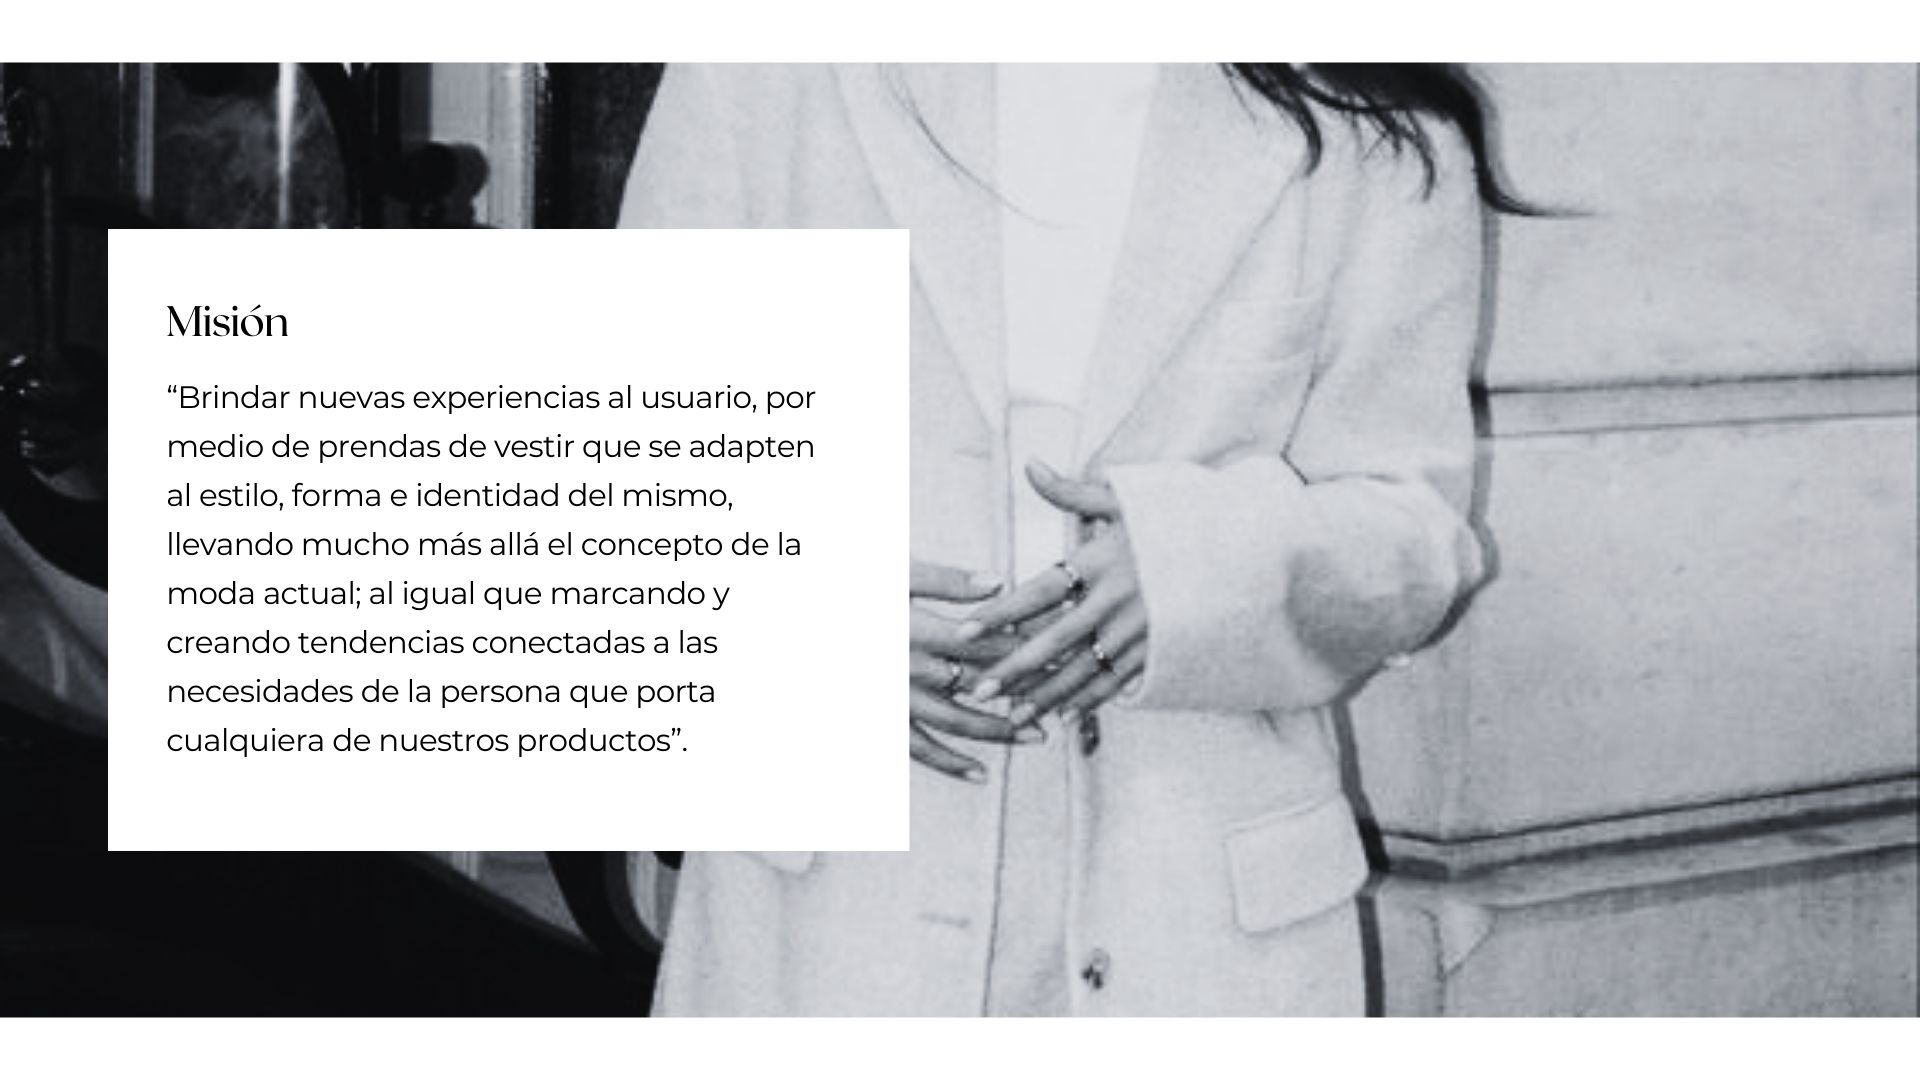 Misión
“Brindar nuevas experiencias al usuario, por
medio de prendas de vestir que se adapten
al estilo, forma e identidad del mismo,
llevando mucho más allá el concepto de la
moda actual; al igual que marcando y
creando tendencias conectadas a las
necesidades de la persona que porta
cualquiera de nuestros productos”.